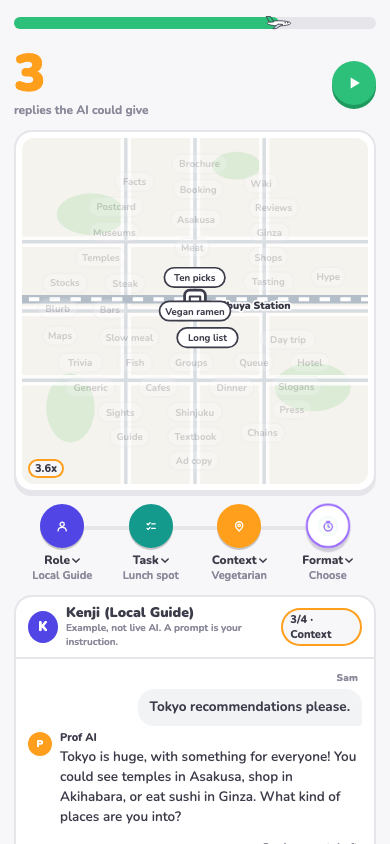 3
replies the AI could give
Brochure
Facts
Booking
Wiki
Postcard
Reviews
Asakusa
Museums
Ginza
Meat
Temples
Shops
Ten picks
Stocks
Steak
Tasting
Hype
buya Station
Blurb
Bars
Vegan ramen
Maps
Slow meal
Long list
Day trip
Trivia
Fish
Groups
Queue
Hotel
Generic
Cafes
Dinner
Slogans
Sights
Shinjuku
Press
Guide
Textbook
Chains
Ad copy
3.6x
Role
Task
Context
Format
Local Guide
Lunch spot
Vegetarian
Choose
K
Kenji (Local Guide)
Example, not live AI. A prompt is your
instruction.
3/4 ·
Context
Sam
Tokyo recommendations please.
P
Prof AI
Tokyo is huge, with something for everyone! You
could see temples in Asakusa, shop in
Akihabara, or eat sushi in Ginza. What kind of
places are you into?